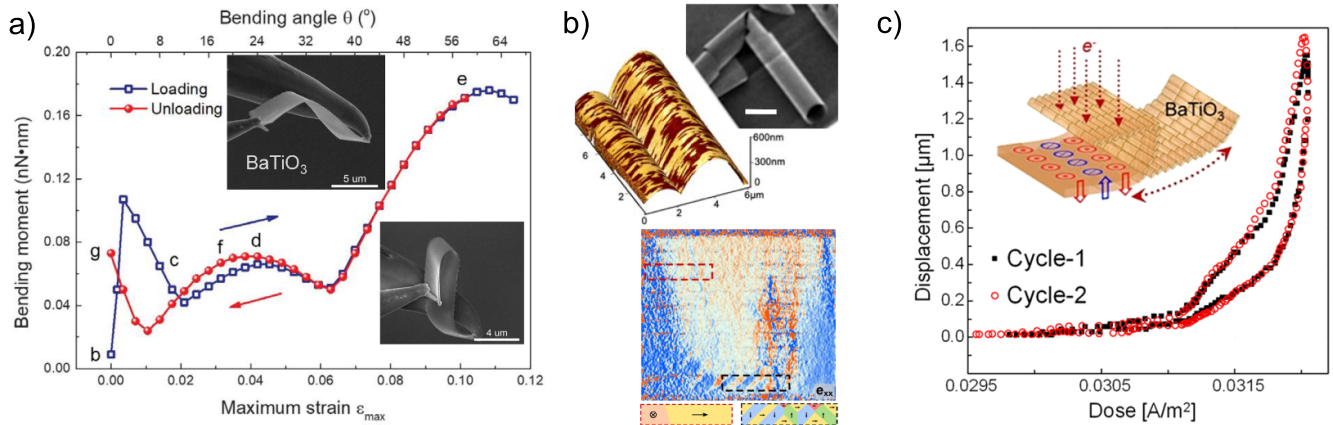 a)
Bending angle θ (°)
0 8 16 24 32 40 48 56 64
0.20
0.16
0.12
0.08
0.04
0.00
Bending moment (nN•nm)
Loading
Unloading
BaTiO3
5 um
e
f d
c
g
b
4 um
0.00 0.02 0.04 0.06 0.08 0.10 0.12
Maximum strain εmax
b)
600nm
300nm
0
6
4
2
0
2
4
6µm
exx
c)
1.6
1.4
1.2
1.0
0.8
0.6
0.4
0.2
0.0
Displacement [µm]
e-
BaTiO3
Cycle-1
Cycle-2
0.0295 0.0305 0.0315
Dose [A/m2]